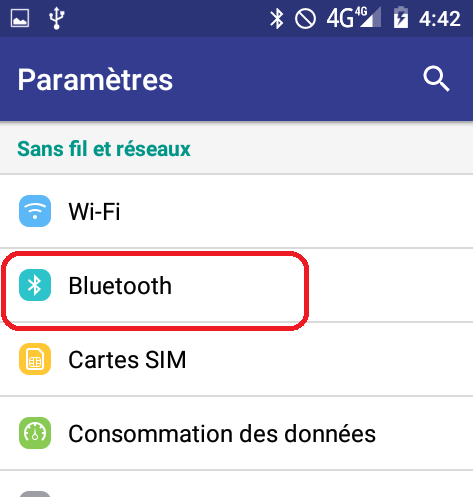 4G 4G 4:42
Paramètres
Sans fil et réseaux
Wi-Fi
Bluetooth
Cartes SIM
Consommation des données